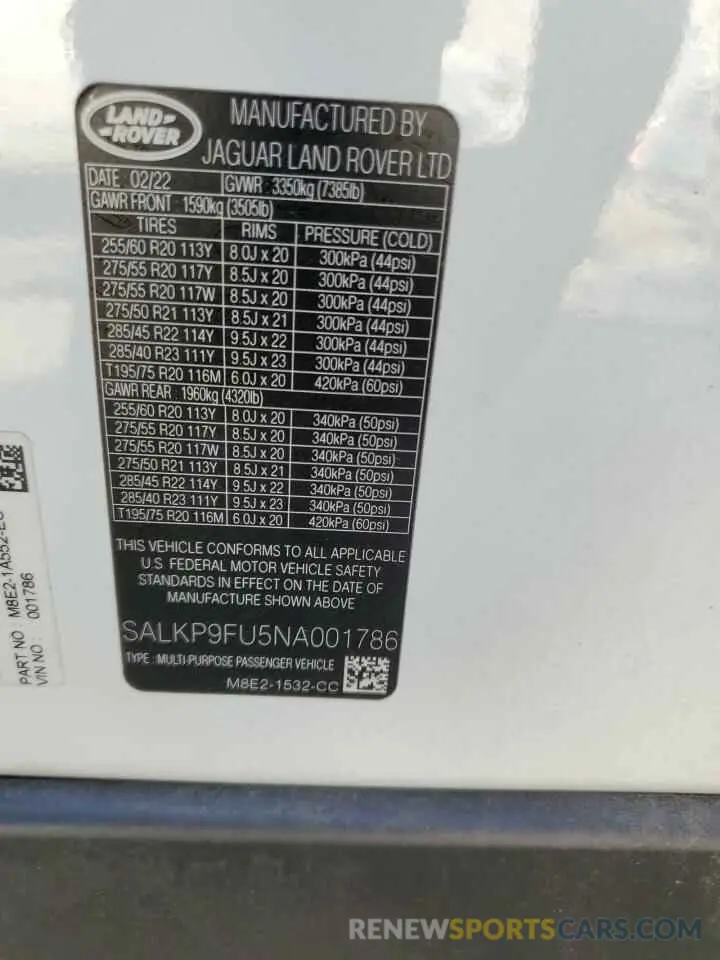 LAND-
-ROVER
MANUFACTURED BY
JAGUAR LAND ROVER LTD
DATE 02/22 GVWR 3350kg (7385lb)
GAWR FRONT : 1590kg (3505lb)
TIRES RIMS PRESSURE (COLD)
255/60 R20 113Y 8.0J x 20 300kPa (44psi)
275/55 R20 117Y 8.5J x 20 300kPa (44psi)
275/55 R20 117W 8.5J x 20 300kPa (44psi)
275/50 R21 113Y 8.5J x 21 300kPa (44psi)
285/45 R22 114Y 9.5J x 22 300kPa (44psi)
285/40 R23 111Y 9.5J x 23 300kPa (44psi)
T195/75 R20 116M 6.0J x 20 420kPa (60psi)
GAWR REAR : 1960kg (4320lb)
255/60 R20 113Y 8.0J x 20 340kPa (50psi)
275/55 R20 117Y 8.5J x 20 340kPa (50psi)
275/55 R20 117W 8.5J x 20 340kPa (50psi)
275/50 R21 113Y 8.5J x 21 340kPa (50psi)
285/45 R22 114Y 9.5J x 22 340kPa (50psi)
285/40 R23 111Y 9.5J x 23 340kPa (50psi)
T195/75 R20 116M 6.0J x 20 420kPa (60psi)
THIS VEHICLE CONFORMS TO ALL APPLICABLE
U.S. FEDERAL MOTOR VEHICLE SAFETY
STANDARDS IN EFFECT ON THE DATE OF
MANUFACTURE SHOWN ABOVE
SALKP9FU5NA001786
TYPE : MULTI-PURPOSE PASSENGER VEHICLE
M8E2-1532-CC
PART NO : M8E2-1A552-EC
VIN NO : 001786
RENEWSPORTSCARS.COM